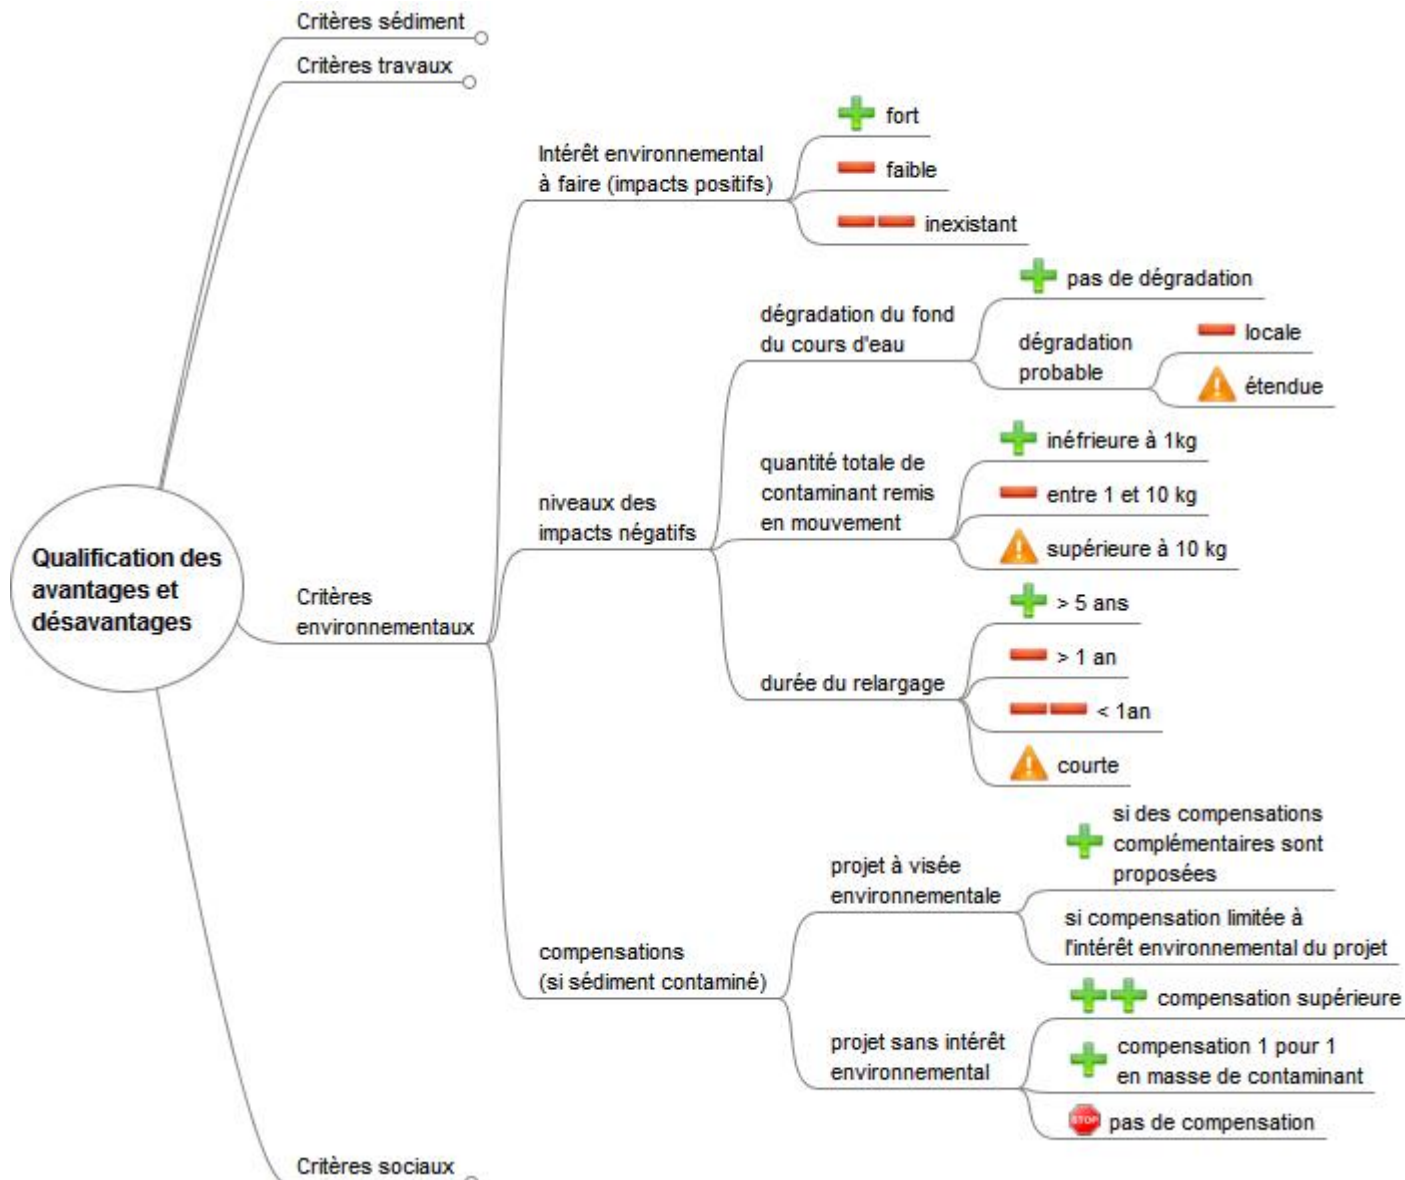 Critères sédiment
Critères travaux
Qualification des
avantages et
désavantages
Critères
environnementaux
Intérêt environnemental
à faire (impacts positifs)
fort
faible
inexistant
niveaux des
impacts négatifs
dégradation du fond
du cours d'eau
pas de dégradation
dégradation
probable
locale
étendue
quantité totale de
contaminant remis
en mouvement
inéfrieure à 1kg
entre 1 et 10 kg
supérieure à 10 kg
durée du relargage
> 5 ans
> 1 an
< 1an
courte
compensations
(si sédiment contaminé)
projet à visée
environnementale
si des compensations
complémentaires sont
proposées
si compensation limitée à
l'intérêt environnemental du projet
projet sans intérêt
environnemental
compensation supérieure
compensation 1 pour 1
en masse de contaminant
STOP
pas de compensation
Critères sociaux